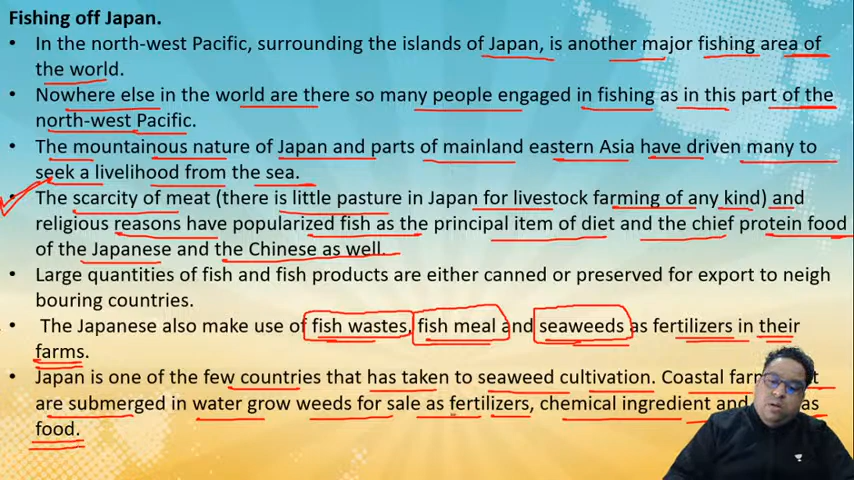 Fishing off Japan.
• In the north-west Pacific, surrounding the islands of Japan, is another major fishing area of
the world.
• Nowhere else in the world are there so many people engaged in fishing as in this part of the
north-west Pacific.
• The mountainous nature of Japan and parts of mainland eastern Asia have driven many to
seek a livelihood from the sea.
• The scarcity of meat (there is little pasture in Japan for livestock farming of any kind) and
religious reasons have popularized fish as the principal item of diet and the chief protein food
of the Japanese and the Chinese as well.
• Large quantities of fish and fish products are either canned or preserved for export to neigh
bouring countries.
• The Japanese also make use of fish wastes, fish meal and seaweeds as fertilizers in their
farms.
• Japan is one of the few countries that has taken to seaweed cultivation. Coastal
are submerged in water grow weeds for sale as fertilizers, chemical ingredient and as
food.